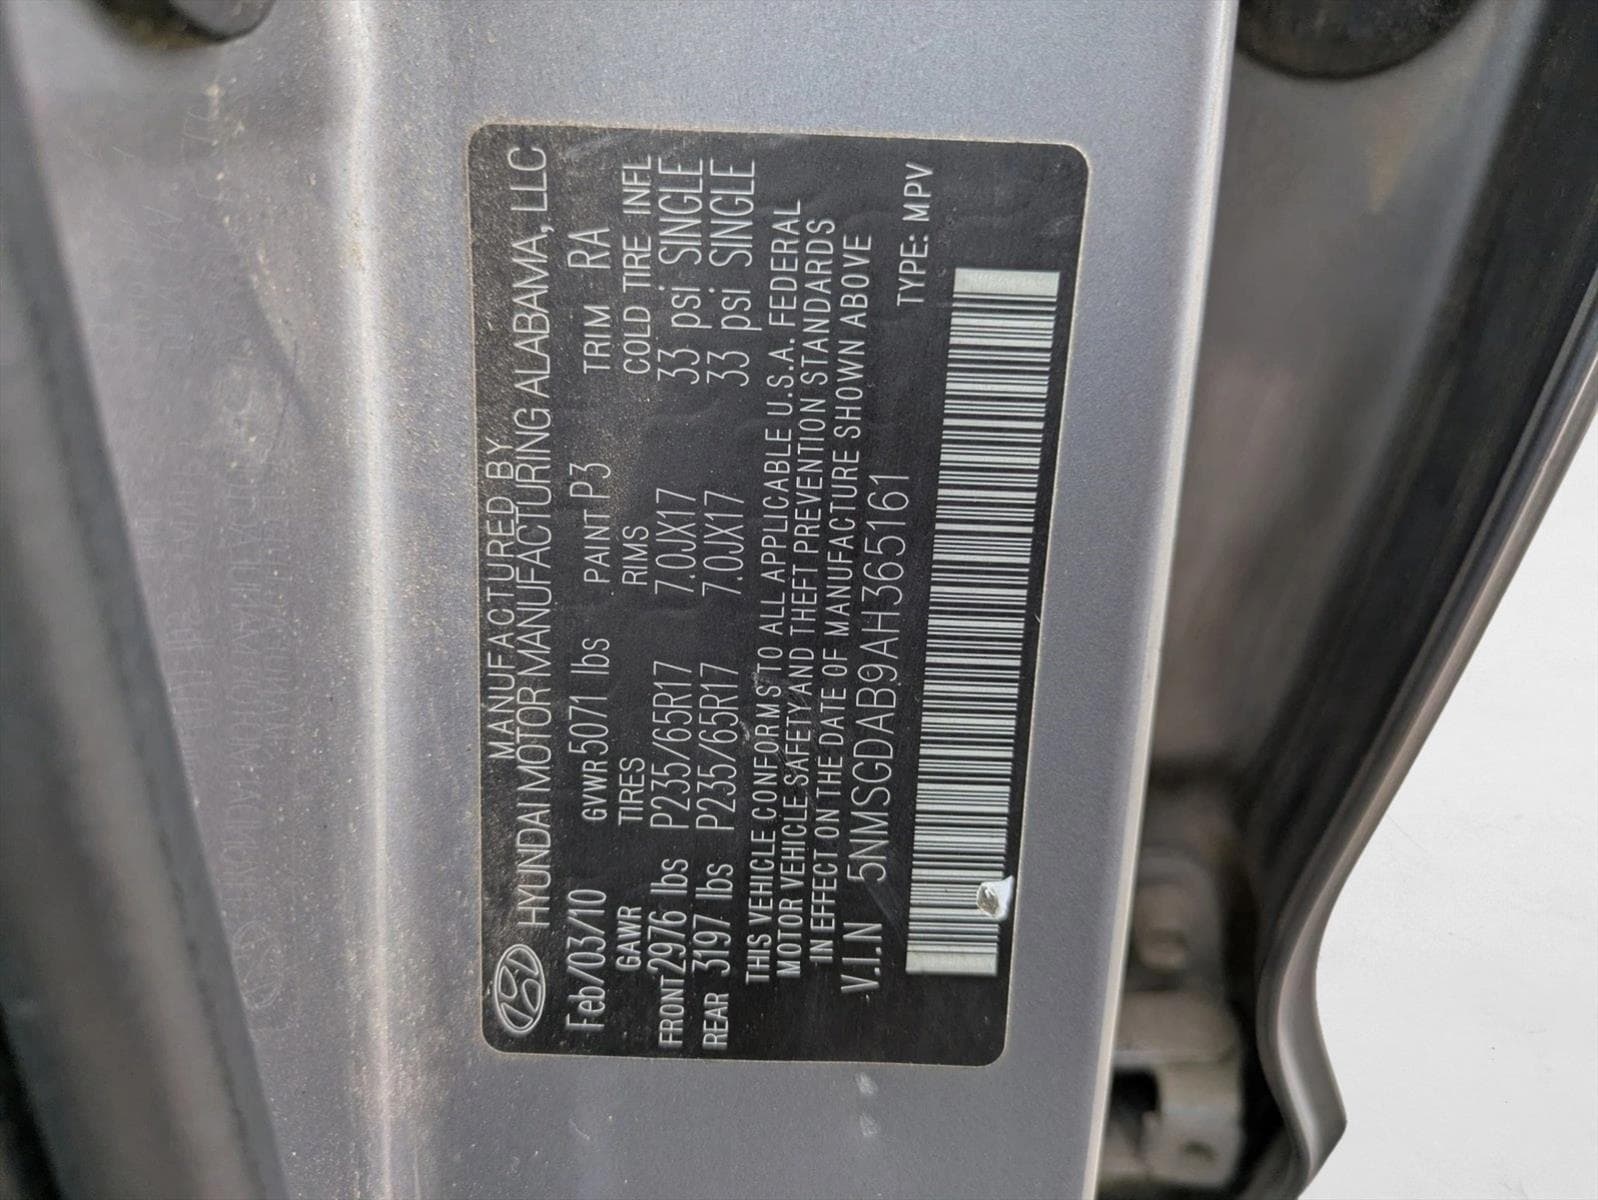 MANUFACTURED BY
HYUNDAI MOTOR MANUFACTURING ALABAMA, LLC
Feb/03/10 GVWR 5071 lbs PAINT P3 TRIM RA
GAWR TIRES RIMS COLD TIRE INFL
FRONT 2976 lbs P235/65R17 7.0JX17 33 psi SINGLE
REAR 3197 lbs P235/65R17 7.0JX17 33 psi SINGLE
THIS VEHICLE CONFORMS TO ALL APPLICABLE U.S.A. FEDERAL
MOTOR VEHICLE SAFETY AND THEFT PREVENTION STANDARDS
IN EFFECT ON THE DATE OF MANUFACTURE SHOWN ABOVE
V.I.N 5NMSGDAB9AH365161 TYPE: MPV